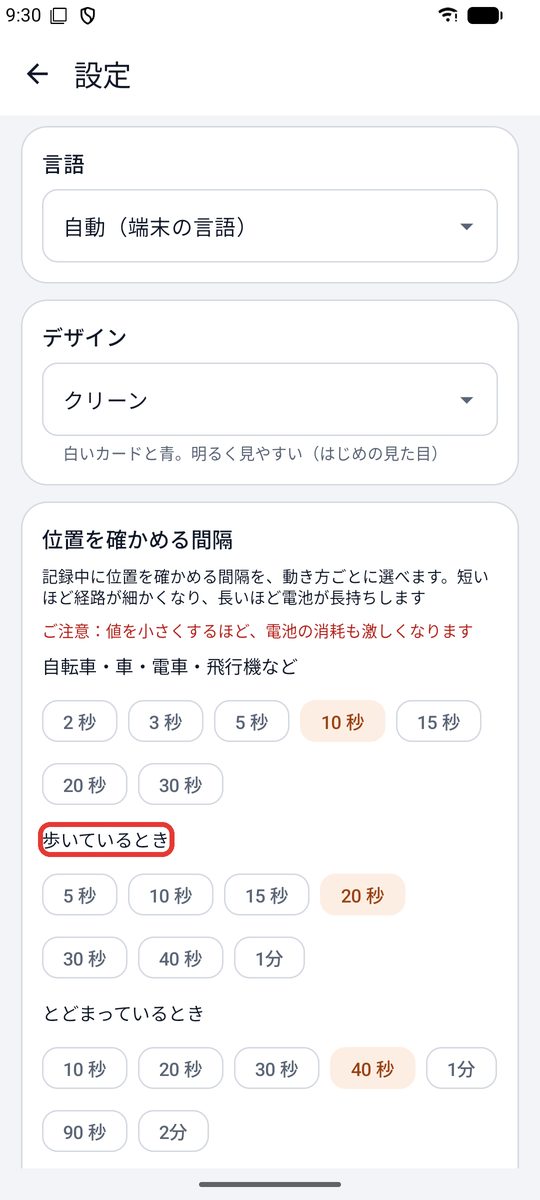 9:30
設定
言語
自動（端末の言語）
デザイン
クリーン
白いカードと青。明るく見やすい（はじめの見た目）
位置を確かめる間隔
記録中に位置を確かめる間隔を、動き方ごとに選べます。短い
ほど経路が細かくなり、長いほど電池が長持ちします
ご注意：値を小さくするほど、電池の消耗も激しくなります
自転車・車・電車・飛行機など
2 秒 3 秒 5 秒 10 秒 15 秒
20 秒 30 秒
歩いているとき
5 秒 10 秒 15 秒 20 秒
30 秒 40 秒 1分
とどまっているとき
10 秒 20 秒 30 秒 40 秒 1分
90 秒 2分